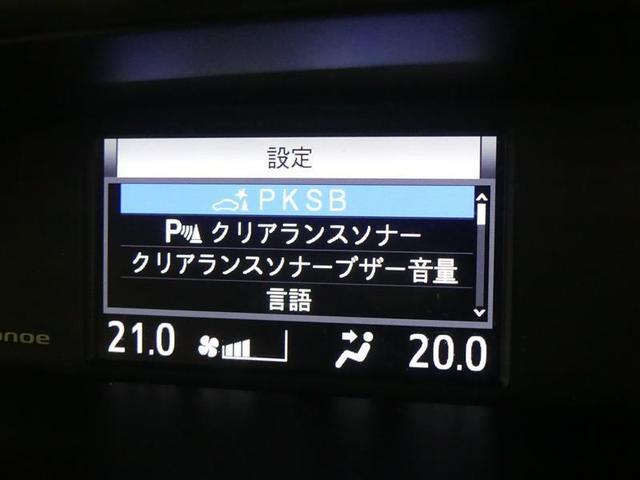 設定
PKSB
P クリアランスソナー
クリアランスソナーブザー音量
言語
21.0 20.0
noe